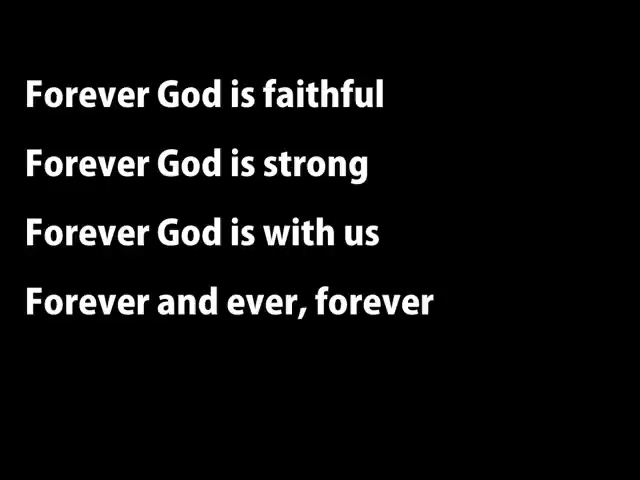 Forever God is faithful
Forever God is strong
Forever God is with us
Forever and ever, forever